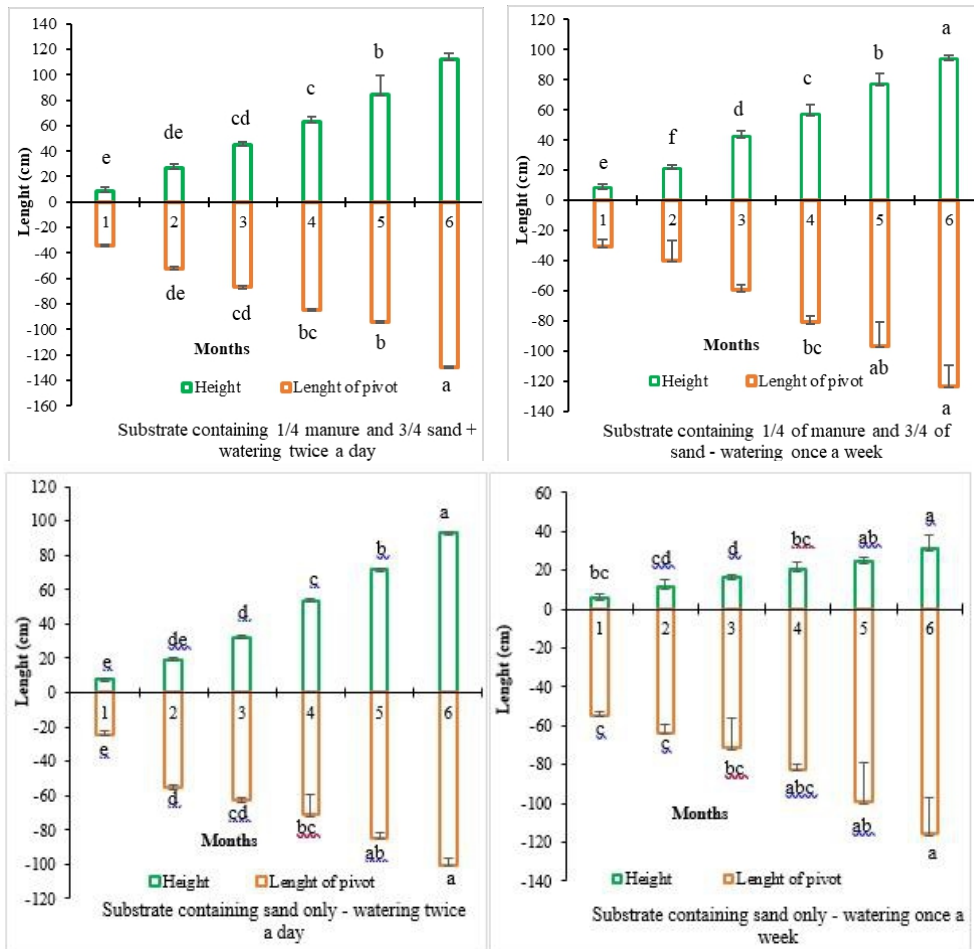 140
120
100
80
60
40
20
0
-20
-40
-60
-80
-100
-120
-140
-160
Lenght (cm)
e de cd c b
1 2 3 4 5 6
de cd bc b a
Months
Height Lenght of pivot
Substrate containing 1/4 manure and 3/4 sand +
watering twice a day
120
100
80
60
40
20
0
-20
-40
-60
-80
-100
-120
-140
Lenght (cm)
e f d c b a
1 2 3 4 5 6
bc ab a
Months
Height Lenght of pivot
Substrate containing 1/4 of manure and 3/4 of
sand - watering once a week
120
100
80
60
40
20
0
-20
-40
-60
-80
-100
-120
Lenght (cm)
e de d c b a
1 2 3 4 5 6
e d cd bc ab a
Months
Height Lenght of pivot
Substrate containing sand only - watering twice
a day
60
40
20
0
-20
-40
-60
-80
-100
-120
-140
Lenght (cm)
bc cd d bc ab a
1 2 3 4 5 6
c c bc abc ab a
Months
Height Lenght of pivot
Substrate containing sand only - watering once a
week